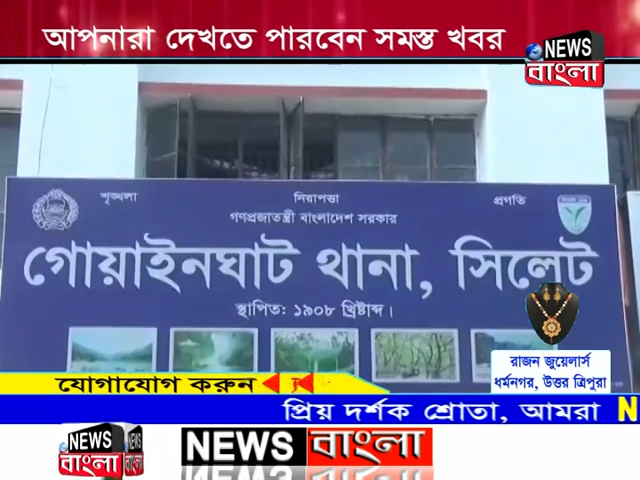 আপনারা দেখতে পারবেন সমস্ত খবর
NEWS
বাংলা
শৃঙ্খলা নিরাপত্তা প্রগতি
গণপ্রজাতন্ত্রী বাংলাদেশ সরকার
গোয়াইনঘাট থানা, সিলেট
স্থাপিত: ১৯০৮ খ্রিষ্টাব্দ।
রাজন জুয়েলার্স
ধর্মনগর, উত্তর ত্রিপুরা
যোগাযোগ করুন
প্রিয় দর্শক শ্রোতা, আমরা N
NEWS
বাংলা
NEWS বাংলা